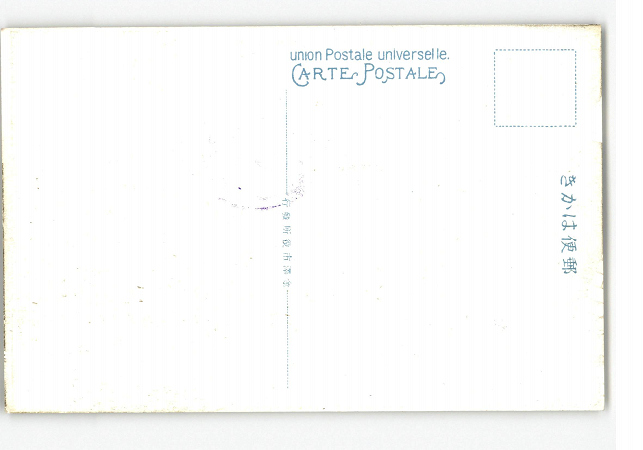 union Postale universelle.
CARTE POSTALE
きかは便郵